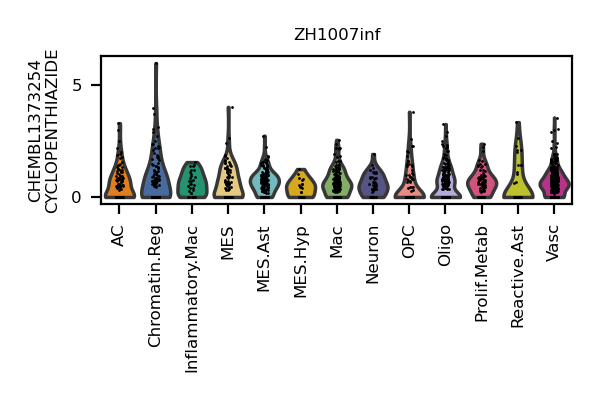 ZH1007inf
CHEMBL1373254
CYCLOPENTHIAZIDE
5
0
AC
Chromatin.Reg
Inflammatory.Mac
MES
MES.Ast
MES.Hyp
Mac
Neuron
OPC
Oligo
Prolif.Metab
Reactive.Ast
Vasc